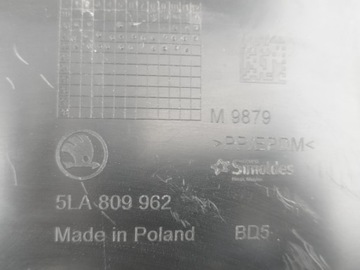 M 9879
>PP/EPDM<
Simoldes
5LA 809 962
Made in Poland
BD5